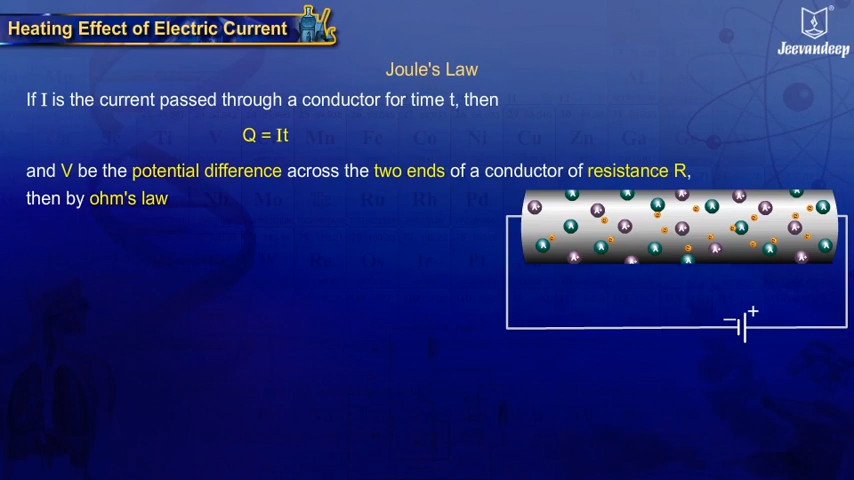 Heating Effect of Electric Current
Jeevandeep
Joule's Law
If I is the current passed through a conductor for time t, then
Q = It
and V be the potential difference across the two ends of a conductor of resistance R,
then by ohm's law
− +